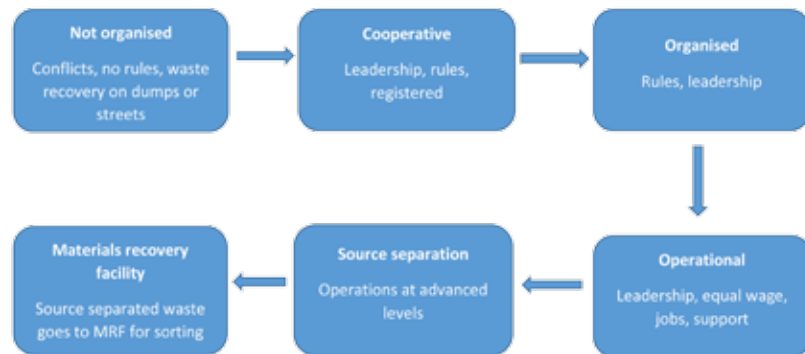 Not organised
Conflicts, no rules, waste
recovery on dumps or
streets
Cooperative
Leadership, rules,
registered
Organised
Rules, leadership
Operational
Leadership, equal wage,
jobs, support
Source separation
Operations at advanced
levels
Materials recovery
facility
Source separated waste
goes to MRF for sorting